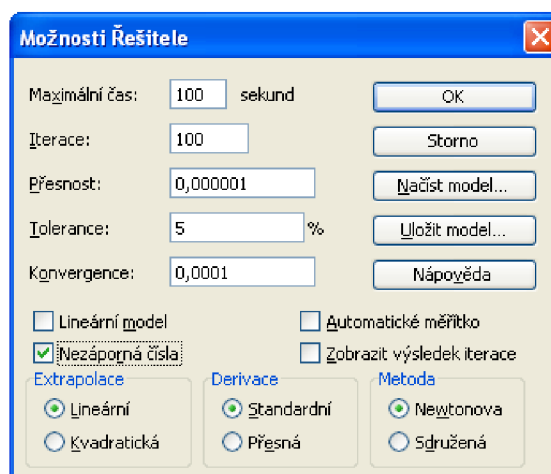 Možnosti Řešitele
Maximální čas: 100 sekund OK
Iterace: 100 Storno
Přesnost: 0,000001 Načíst model...
Tolerance: 5 % Uložit model...
Konvergence: 0,0001 Nápověda
Lineární model Automatické měřítko
Nezáporná čísla Zobrazit výsledek iterace
Extrapolace Derivace Metoda
Lineární Standardní Newtonova
Kvadratická Přesná Sdružená